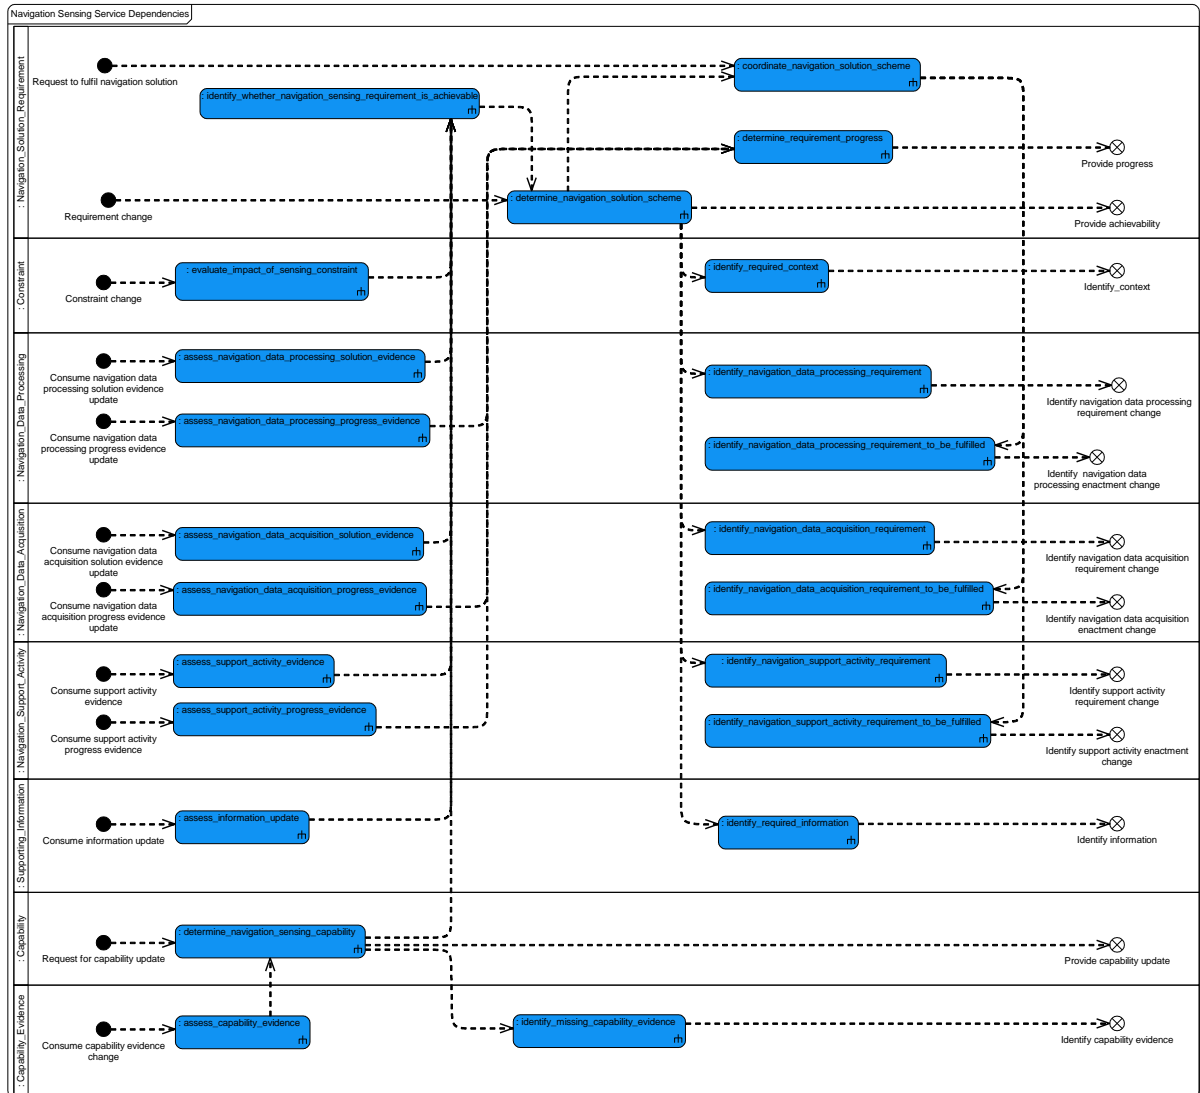 Navigation Sensing Service Dependencies
: Navigation_Solution_Requirement
Request to fulfil navigation solution
: coordinate_navigation_solution_scheme
: identify_whether_navigation_sensing_requirement_is_achievable
: determine_requirement_progress
Provide progress
Requirement change
: determine_navigation_solution_scheme
Provide achievability
: Constraint
Constraint change
: evaluate_impact_of_sensing_constraint
: identify_required_context
Identify_context
: Navigation_Data_Processing
Consume navigation data
processing solution evidence
update
: assess_navigation_data_processing_solution_evidence
: identify_navigation_data_processing_requirement
Identify navigation data processing
requirement change
Consume navigation data
processing progress evidence
update
: assess_navigation_data_processing_progress_evidence
: identify_navigation_data_processing_requirement_to_be_fulfilled
Identify  navigation data
processing enactment change
: Navigation_Data_Acquisition
Consume navigation data
acquisition solution evidence
update
: assess_navigation_data_acquisition_solution_evidence
: identify_navigation_data_acquisition_requirement
Identify navigation data acquisition
requirement change
Consume navigation data
acquisition progress evidence
update
: assess_navigation_data_acquisition_progress_evidence
: identify_navigation_data_acquisition_requirement_to_be_fulfilled
Identify navigation data acquisition
enactment change
: Navigation_Support_Activity
Consume support activity
evidence
: assess_support_activity_evidence
: identify_navigation_support_activity_requirement
Identify support activity
requirement change
Consume support activity
progress evidence
: assess_support_activity_progress_evidence
: identify_navigation_support_activity_requirement_to_be_fulfilled
Identify support activity enactment
change
: Supporting_Information
Consume information update
: assess_information_update
: identify_required_information
Identify information
: Capability
Request for capability update
: determine_navigation_sensing_capability
Provide capability update
: Capability_Evidence
Consume capability evidence
change
: assess_capability_evidence
: identify_missing_capability_evidence
Identify capability evidence